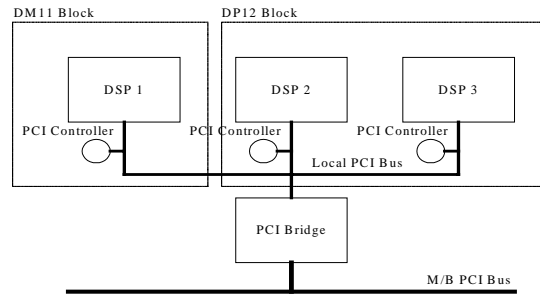 DM11 Block
DP12 Block
DSP 1
DSP 2
DSP 3
PCI Controller
PCI Controller
PCI Controller
Local PCI Bus
PCI Bridge
M/B PCI Bus